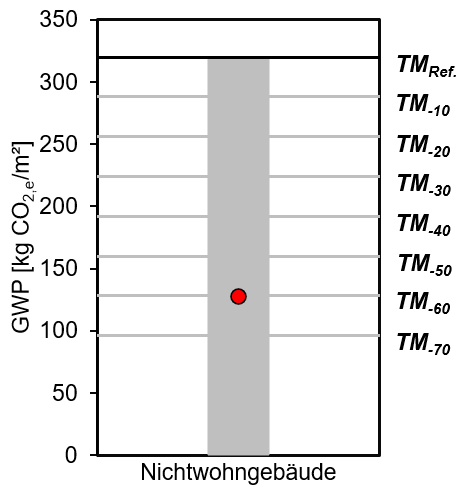 350
300
250
200
150
100
50
0
GWP [kg CO2,e/m²]
TMRef.
TM-10
TM-20
TM-30
TM-40
TM-50
TM-60
TM-70
Nichtwohngebäude